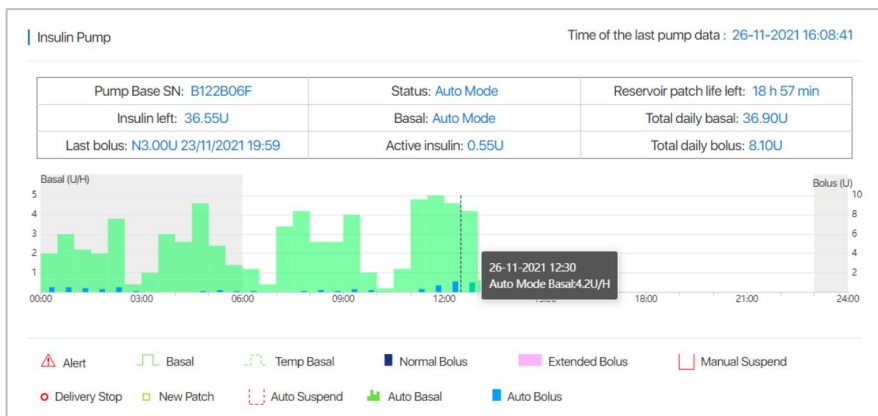 Insulin Pump
Time of the last pump data : 26-11-2021 16:08:41
Pump Base SN: B122B06F
Status: Auto Mode
Reservoir patch life left: 18 h 57 min
Insulin left: 36.55U
Basal: Auto Mode
Total daily basal: 36.90U
Last bolus: N3.00U 23/11/2021 19:59
Active insulin: 0.55U
Total daily bolus: 8.10U
Basal (U/H)
Bolus (U)
5
4
3
2
1
10
8
6
4
2
26-11-2021 12:30
Auto Mode Basal:4.2U/H
00:00
03:00
06:00
09:00
12:00
18:00
21:00
24:00
Alert
Basal
Temp Basal
Normal Bolus
Extended Bolus
Manual Suspend
Delivery Stop
New Patch
Auto Suspend
Auto Basal
Auto Bolus